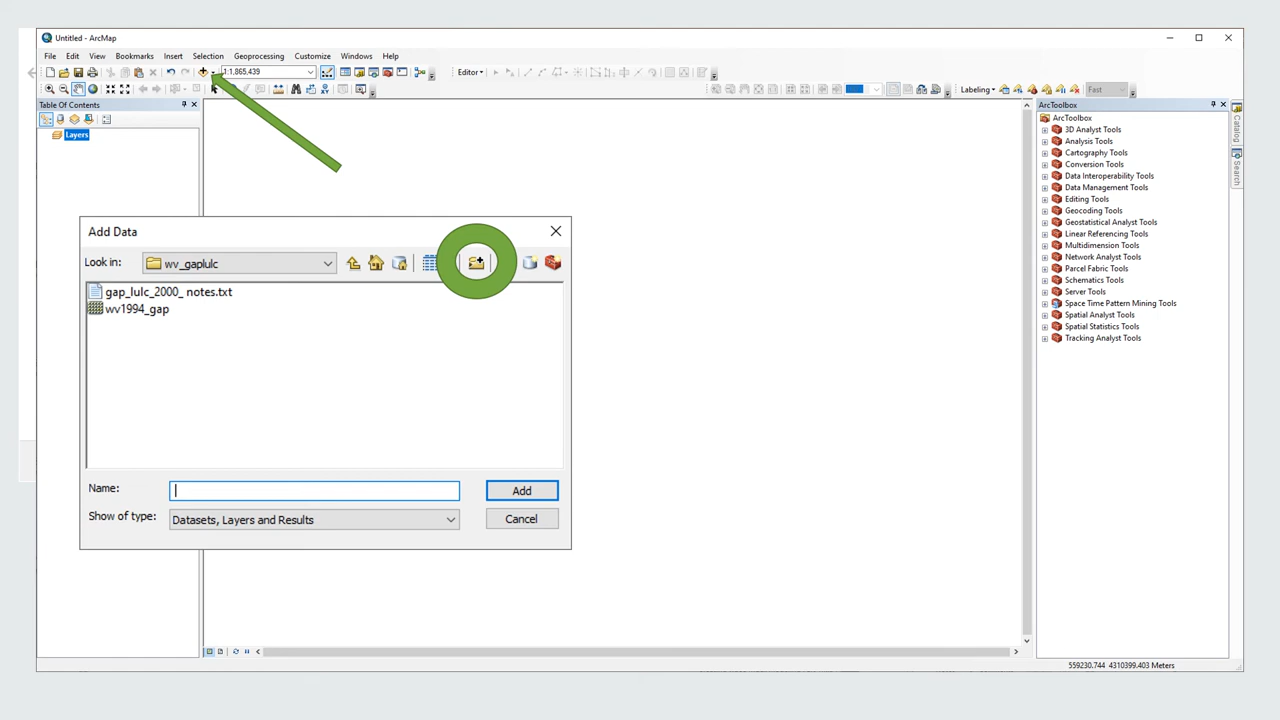 Untitled - ArcMap
File Edit View Bookmarks Insert Selection Geoprocessing Customize Windows Help
1:1,865,439
Editor
Labeling
Fast
Table Of Contents
Layers
Add Data
Look in: wv_gaplulc
gap_lulc_2000_ notes.txt
wv1994_gap
Name:
Add
Show of type: Datasets, Layers and Results
Cancel
ArcToolbox
ArcToolbox
3D Analyst Tools
Analysis Tools
Cartography Tools
Conversion Tools
Data Interoperability Tools
Data Management Tools
Editing Tools
Geocoding Tools
Geostatistical Analyst Tools
Linear Referencing Tools
Multidimension Tools
Network Analyst Tools
Parcel Fabric Tools
Schematics Tools
Server Tools
Space Time Pattern Mining Tools
Spatial Analyst Tools
Spatial Statistics Tools
Tracking Analyst Tools
Catalog
Search
559230.744 4310399.403 Meters